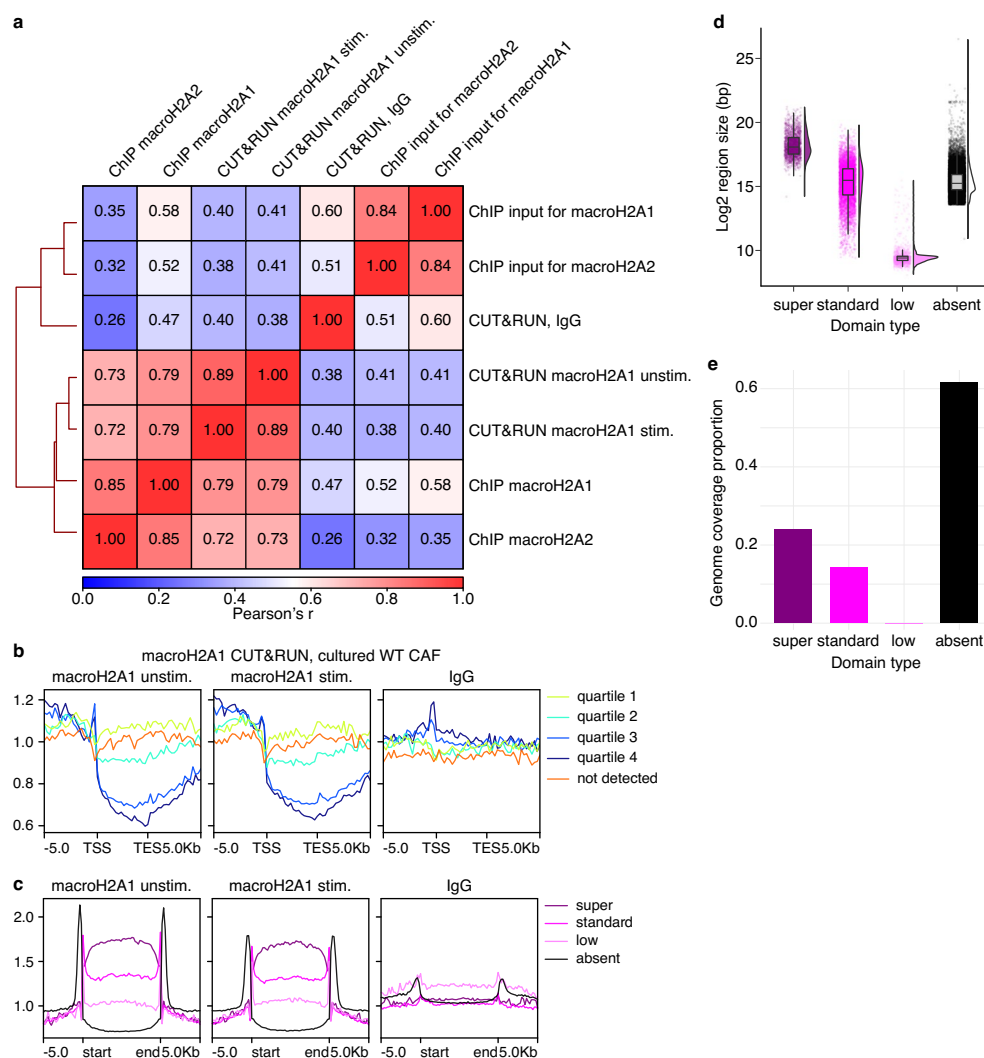 a
ChIP macroH2A2
ChIP macroH2A1
CUT&RUN macroH2A1 stim.
CUT&RUN macroH2A1 unstim.
CUT&RUN, IgG
ChIP input for macroH2A2
ChIP input for macroH2A1
0.35 0.58 0.40 0.41 0.60 0.84 1.00 ChIP input for macroH2A1
0.32 0.52 0.38 0.41 0.51 1.00 0.84 ChIP input for macroH2A2
0.26 0.47 0.40 0.38 1.00 0.51 0.60 CUT&RUN, IgG
0.73 0.79 0.89 1.00 0.38 0.41 0.41 CUT&RUN macroH2A1 unstim.
0.72 0.79 1.00 0.89 0.40 0.38 0.40 CUT&RUN macroH2A1 stim.
0.85 1.00 0.79 0.79 0.47 0.52 0.58 ChIP macroH2A1
1.00 0.85 0.72 0.73 0.26 0.32 0.35 ChIP macroH2A2
0.0 0.2 0.4 0.6 0.8 1.0
Pearson's r
b
macroH2A1 CUT&RUN, cultured WT CAF
macroH2A1 unstim. macroH2A1 stim. IgG
1.2
1.0
0.8
0.6
-5.0 TSS TES5.0Kb
-5.0 TSS TES5.0Kb
-5.0 TSS TES5.0Kb
quartile 1
quartile 2
quartile 3
quartile 4
not detected
c
macroH2A1 unstim. macroH2A1 stim. IgG
2.0
1.5
1.0
-5.0 start end5.0Kb
-5.0 start end5.0Kb
-5.0 start end5.0Kb
super
standard
low
absent
d
Log2 region size (bp)
25
20
15
10
super standard low absent
Domain type
e
Genome coverage proportion
0.6
0.4
0.2
0.0
super standard low absent
Domain type